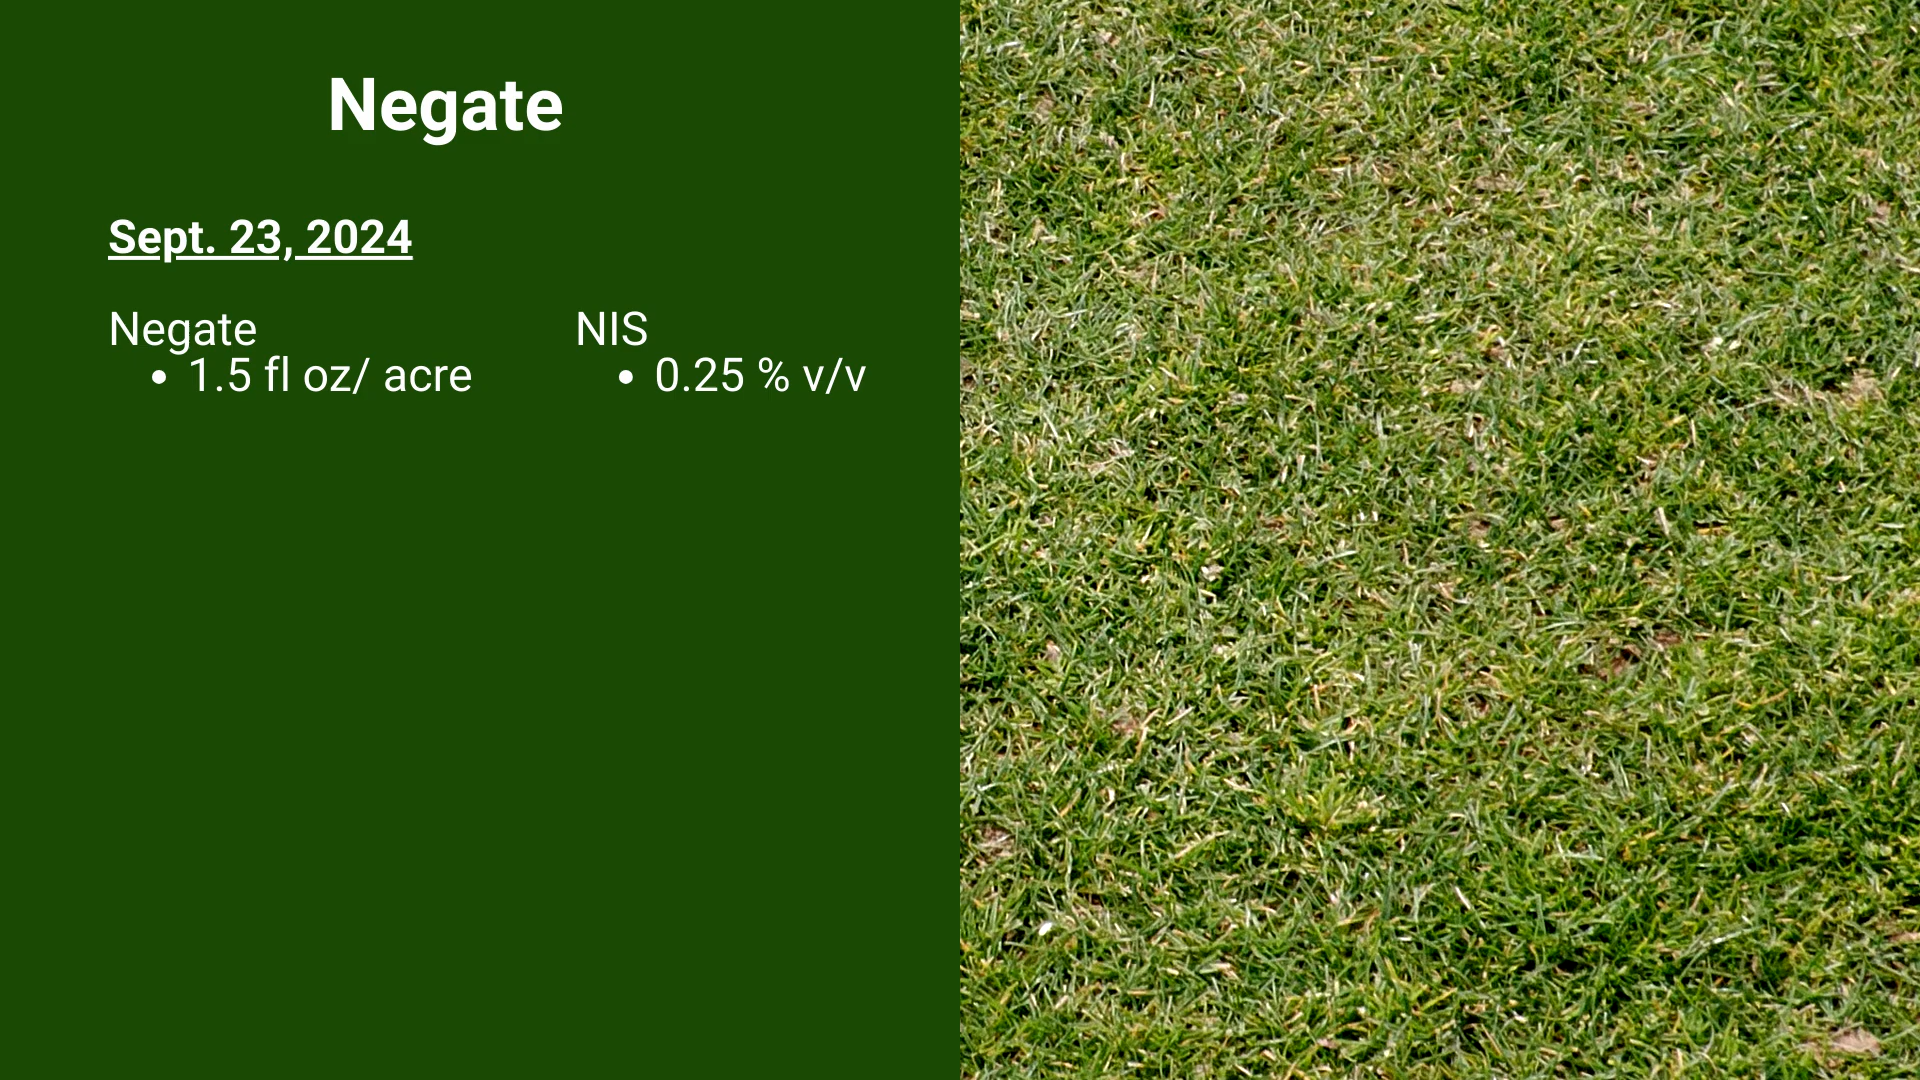 Negate
Sept. 23, 2024
Negate
• 1.5 fl oz/ acre
NIS
• 0.25 % v/v